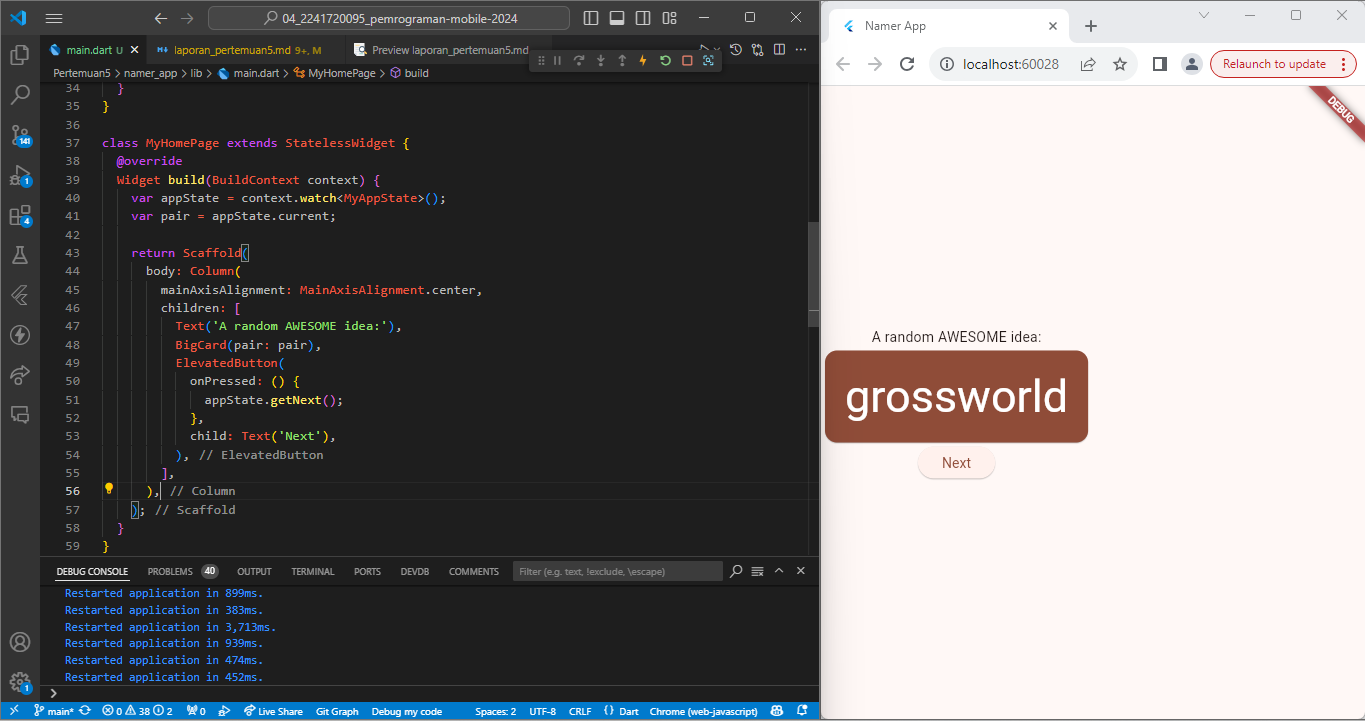 04_2241720095_pemrograman-mobile-2024
main.dart U
laporan_pertemuan5.md 9+, M
Preview laporan_pertemuan5.md
Pertemuan5 > namer_app > lib > main.dart > MyHomePage > build
34 }
35 }
36
37 class MyHomePage extends StatelessWidget {
38 @override
39 Widget build(BuildContext context) {
40 var appState = context.watch<MyAppState>();
41 var pair = appState.current;
42
43 return Scaffold(
44 body: Column(
45 mainAxisAlignment: MainAxisAlignment.center,
46 children: [
47 Text('A random AWESOME idea:'),
48 BigCard(pair: pair),
49 ElevatedButton(
50 onPressed: () {
51 appState.getNext();
52 },
53 child: Text('Next'),
54 ), // ElevatedButton
55 ],
56 ), // Column
57 ); // Scaffold
58 }
59 }
141
1
4
1
DEBUG CONSOLE PROBLEMS 40 OUTPUT TERMINAL PORTS DEVDB COMMENTS Filter (e.g. text, !exclude, \escape)
Restarted application in 899ms.
Restarted application in 383ms.
Restarted application in 3,713ms.
Restarted application in 939ms.
Restarted application in 474ms.
Restarted application in 452ms.
main* 0 38 2 0 Live Share Git Graph Debug my code Spaces: 2 UTF-8 CRLF {} Dart Chrome (web-javascript)
Namer App
localhost:60028
Relaunch to update
DEBUG
A random AWESOME idea:
grossworld
Next